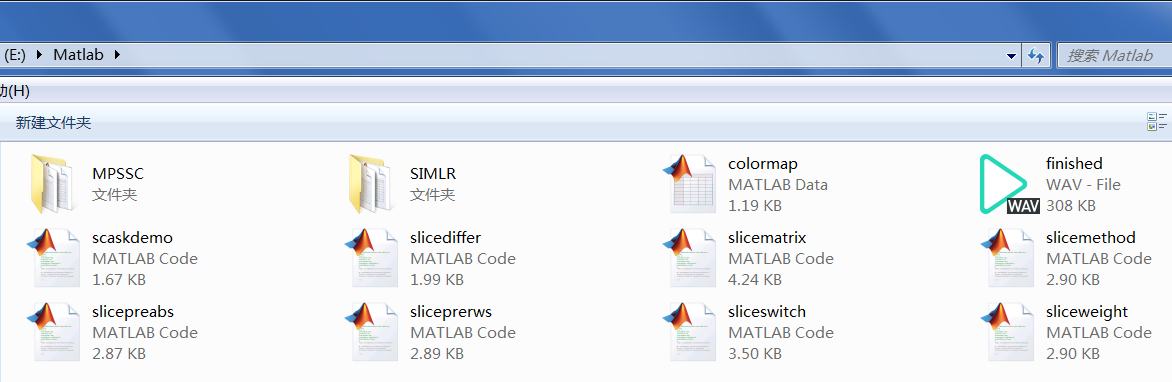 (E:) Matlab
搜索 Matlab
助(H)
新建文件夹
MPSSC
文件夹
SIMLR
文件夹
colormap
MATLAB Data
1.19 KB
finished
WAV - File
308 KB
WAV
scaskdemo
MATLAB Code
1.67 KB
slicediffer
MATLAB Code
1.99 KB
slicematrix
MATLAB Code
4.24 KB
slicemethod
MATLAB Code
2.90 KB
slicepreabs
MATLAB Code
2.87 KB
sliceprerws
MATLAB Code
2.89 KB
sliceswitch
MATLAB Code
3.50 KB
sliceweight
MATLAB Code
2.90 KB